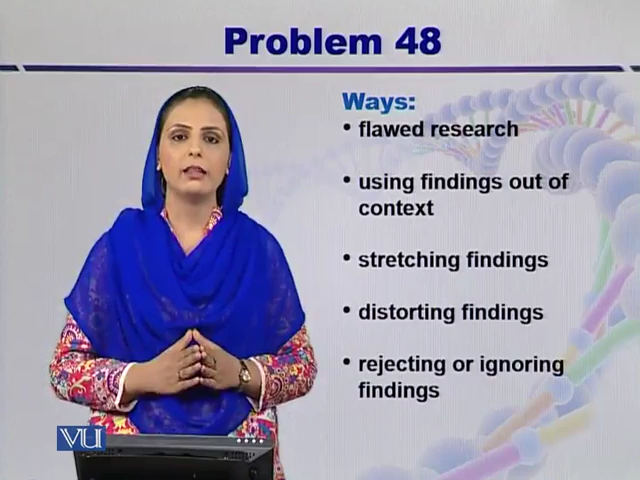 Problem 48
Ways:
• flawed research
• using findings out of
context
• stretching findings
• distorting findings
• rejecting or ignoring
findings
VU